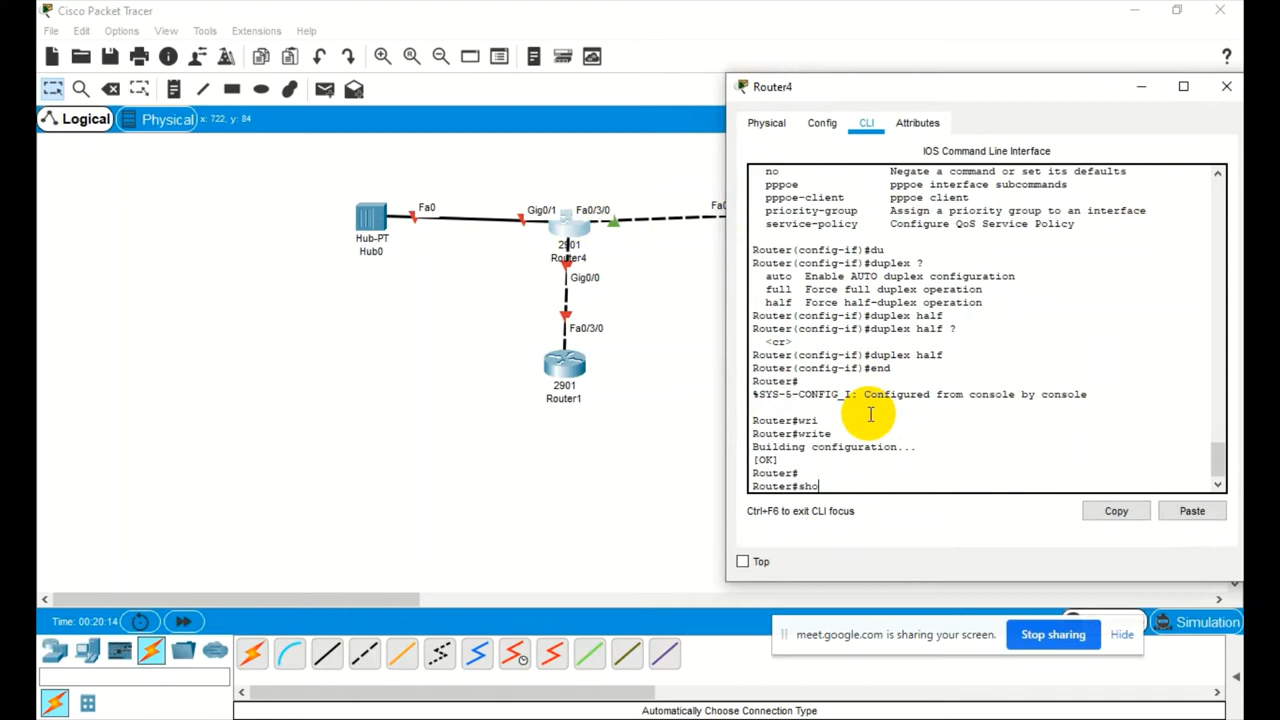 Cisco Packet Tracer
File Edit Options View Tools Extensions Help
?
Logical Physical x: 722, y: 84
Fa0
Gig0/1 Fa0/3/0
Fa0
Hub-PT
Hub0
2901
Router4
Gig0/0
Fa0/3/0
2901
Router1
Router4
Physical Config CLI Attributes
IOS Command Line Interface
no Negate a command or set its defaults
pppoe pppoe interface subcommands
pppoe-client pppoe client
priority-group Assign a priority group to an interface
service-policy Configure QoS Service Policy
Router(config-if)#du
Router(config-if)#duplex ?
auto Enable AUTO duplex configuration
full Force full duplex operation
half Force half-duplex operation
Router(config-if)#duplex half
Router(config-if)#duplex half ?
<cr>
Router(config-if)#duplex half
Router(config-if)#end
Router#
%SYS-5-CONFIG_I: Configured from console by console
Router#wri
Router#write
Building configuration...
[OK]
Router#
Router#sho
Ctrl+F6 to exit CLI focus
Copy Paste
Top
Time: 00:20:14
Simulation
meet.google.com is sharing your screen. Stop sharing Hide
Automatically Choose Connection Type